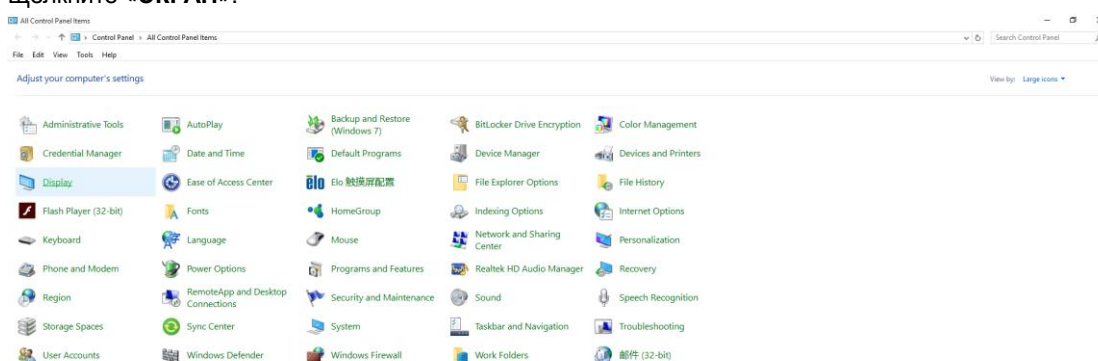 Щелкните «ЭКРАН».
All Control Panel Items
Control Panel › All Control Panel Items
Search Control Panel
File Edit View Tools Help
Adjust your computer's settings
View by: Large icons
Administrative Tools
AutoPlay
Backup and Restore
(Windows 7)
BitLocker Drive Encryption
Color Management
Credential Manager
Date and Time
Default Programs
Device Manager
Devices and Printers
Display
Ease of Access Center
elo
Elo 触摸屏配置
File Explorer Options
File History
Flash Player (32-bit)
Fonts
HomeGroup
Indexing Options
Internet Options
Keyboard
Language
Mouse
Network and Sharing
Center
Personalization
Phone and Modem
Power Options
Programs and Features
Realtek HD Audio Manager
Recovery
Region
RemoteApp and Desktop
Connections
Security and Maintenance
Sound
Speech Recognition
Storage Spaces
Sync Center
System
Taskbar and Navigation
Troubleshooting
User Accounts
Windows Defender
Windows Firewall
Work Folders
邮件 (32-bit)